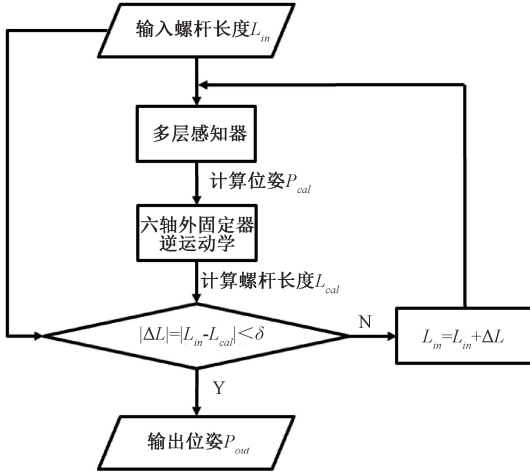 输入螺杆长度L_in
多层感知器
计算位姿P_cal
六轴外固定器
逆运动学
计算螺杆长度L_cal
|ΔL|=|L_in-L_cal|<δ
N
L_in=L_in+ΔL
Y
输出位姿P_out